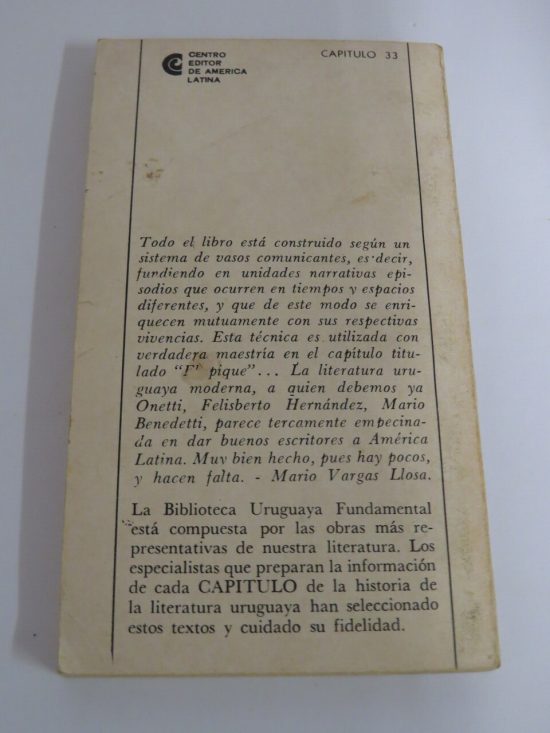 CENTRO
EDITOR
DE AMERICA
LATINA
CAPITULO 33
Todo el libro está construido según un
sistema de vasos comunicantes, es decir,
fundiendo en unidades narrativas epi-
sodios que ocurren en tiempos y espacios
diferentes, y que de este modo se enri-
quecen mutuamente con sus respectivas
vivencias. Esta técnica es utilizada con
verdadera maestría en el capítulo titu-
lado " pique"... La literatura uru-
guaya moderna, a quien debemos ya
Onetti, Felisberto Hernández, Mario
Benedetti, parece tercamente empecina-
da en dar buenos escritores a América
Latina. Muy bien hecho, pues hay pocos,
y hacen falta. - Mario Vargas Llosa.
La Biblioteca Uruguaya Fundamental
está compuesta por las obras más re-
presentativas de nuestra literatura. Los
especialistas que preparan la información
de cada CAPITULO de la historia de
la literatura uruguaya han seleccionado
estos textos y cuidado su fidelidad.